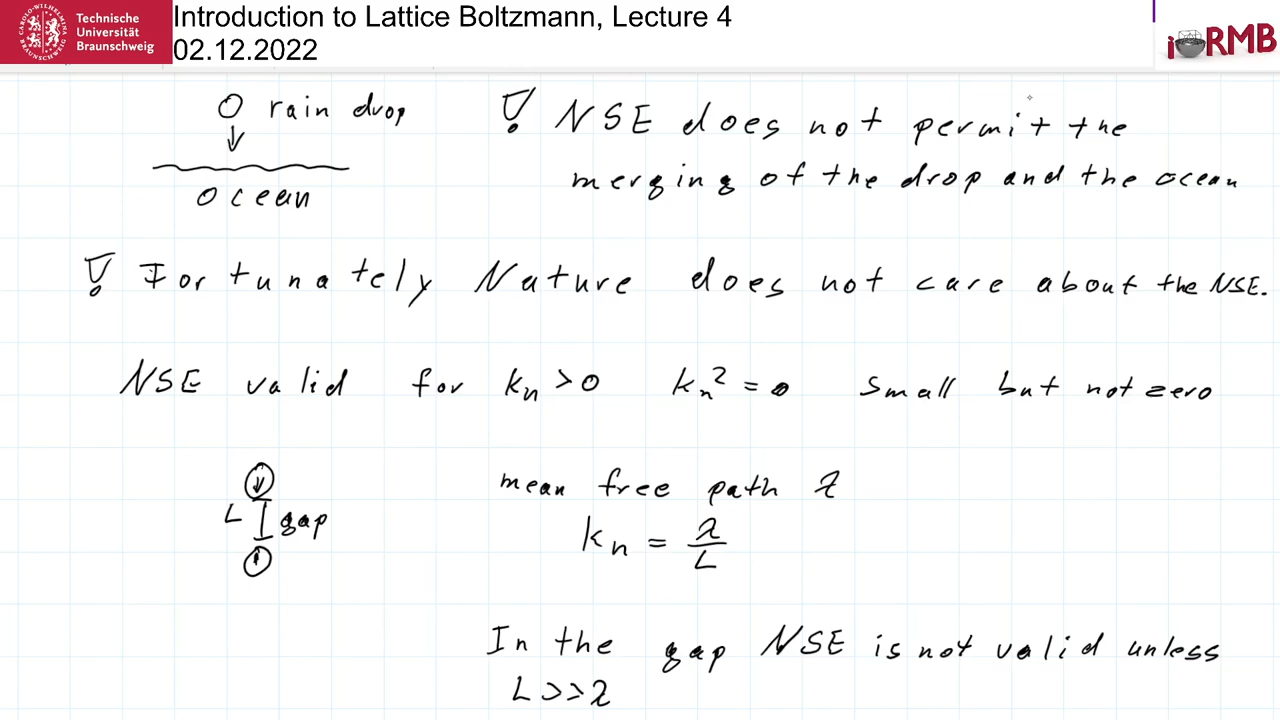 Technische
Universität
Braunschweig
Introduction to Lattice Boltzmann, Lecture 4
02.12.2022
iRMB
O rain drop
Ocean
! NSE does not permit the
merging of the drop and the ocean
! Fortunately Nature does not care about the NSE.
NSE valid for kn > 0 kn² = 0 small but not zero
L gap
mean free path λ
kn = λ/L
In the gap NSE is not valid unless
L >> λ